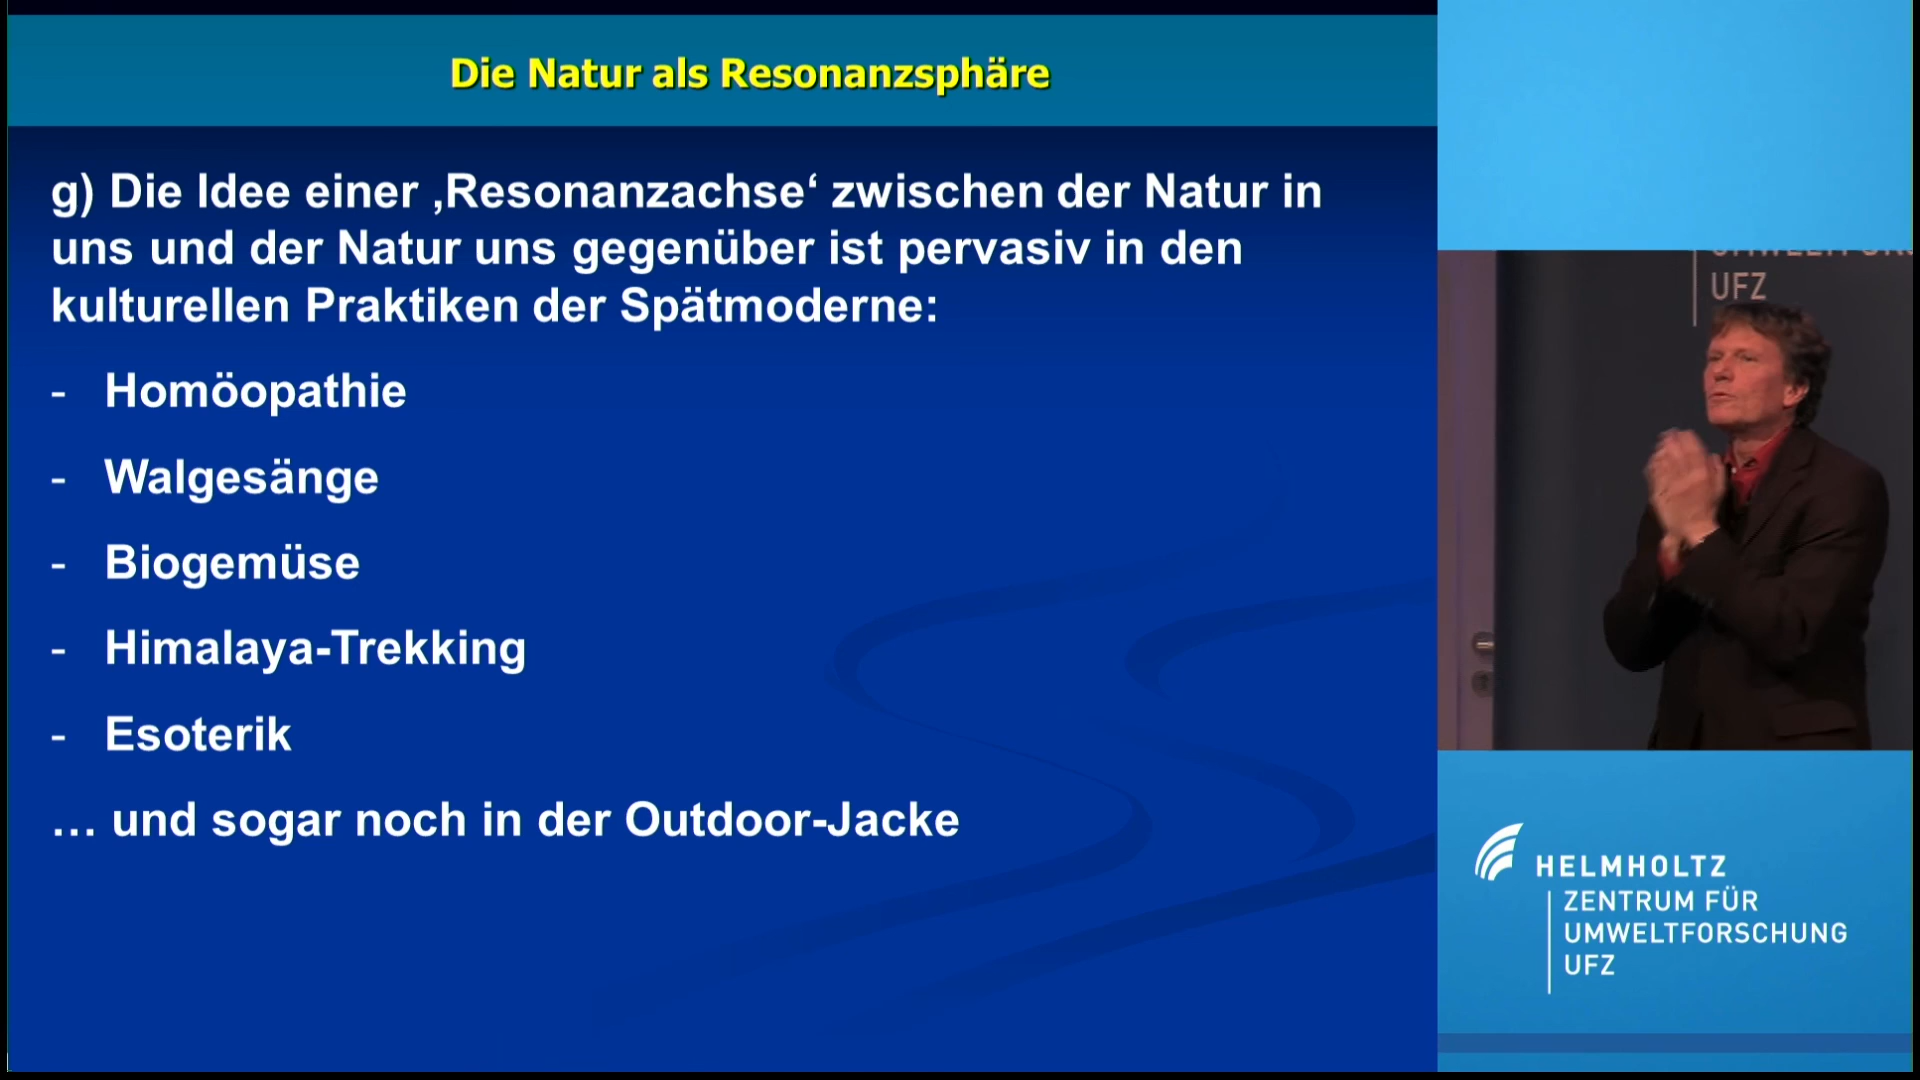 Die Natur als Resonanzsphäre
g) Die Idee einer ‚Resonanzachse‘ zwischen der Natur in
uns und der Natur uns gegenüber ist pervasiv in den
kulturellen Praktiken der Spätmoderne:
- Homöopathie
- Walgesänge
- Biogemüse
- Himalaya-Trekking
- Esoterik
… und sogar noch in der Outdoor-Jacke
UFZ
HELMHOLTZ
ZENTRUM FÜR
UMWELTFORSCHUNG
UFZ